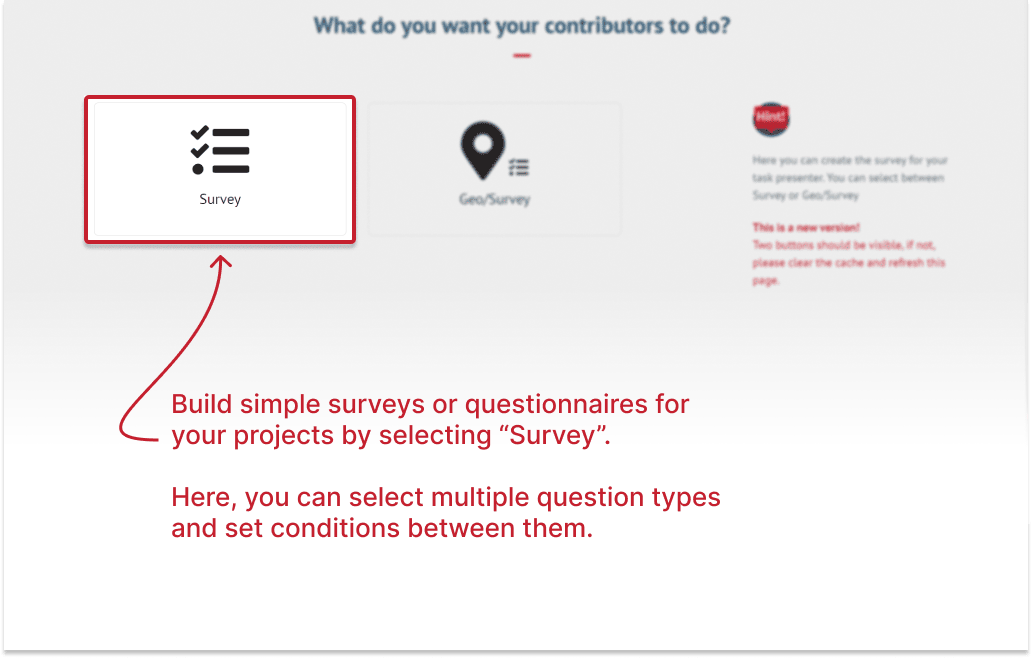 What do you want your contributors to do?
Survey
Geo/Survey
Hint!
Here you can create the survey for your
task presenter. You can select between
Survey or Geo/Survey
This is a new version!
Two buttons should be visible, if not,
please clear the cache and refresh this
page.
Build simple surveys or questionnaires for
your projects by selecting “Survey”.
Here, you can select multiple question types
and set conditions between them.